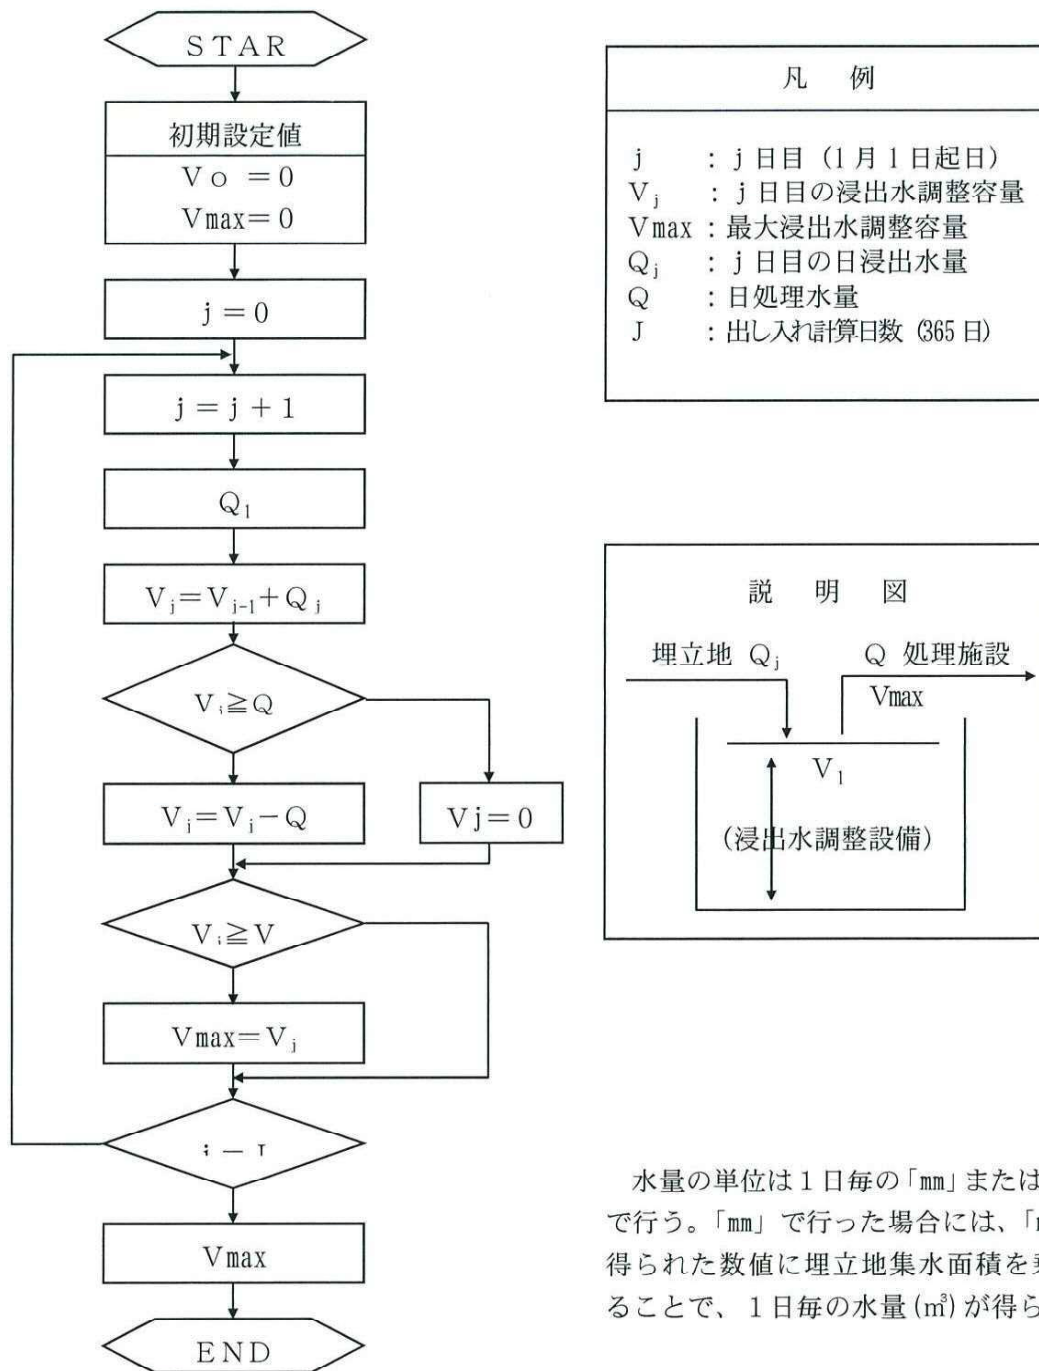 STAR
初期設定値
Vo =0
Vmax=0
j=0
j=j+1
Q₁
Vⱼ=Vⱼ₋₁+Qⱼ
≧Q
Vⱼ=Vⱼ−Q
Vj=0
≧V
Vmax=Vⱼ
Vmax
END
凡 例
j : j日目 (1月1日起日)
Vⱼ : j日目の浸出水調整容量
Vmax : 最大浸出水調整容量
Qⱼ : j日目の日浸出水量
Q : 日処理水量
J : 出し入れ計算日数 (365日)
説 明 図
埋立地 Qⱼ
Q 処理施設
Vmax
V₁
(浸出水調整設備)
水量の単位は1日毎の「mm」または
で行う。「mm」で行った場合には、「
得られた数値に埋立地集水面積を
ることで、1日毎の水量(㎥)が得ら